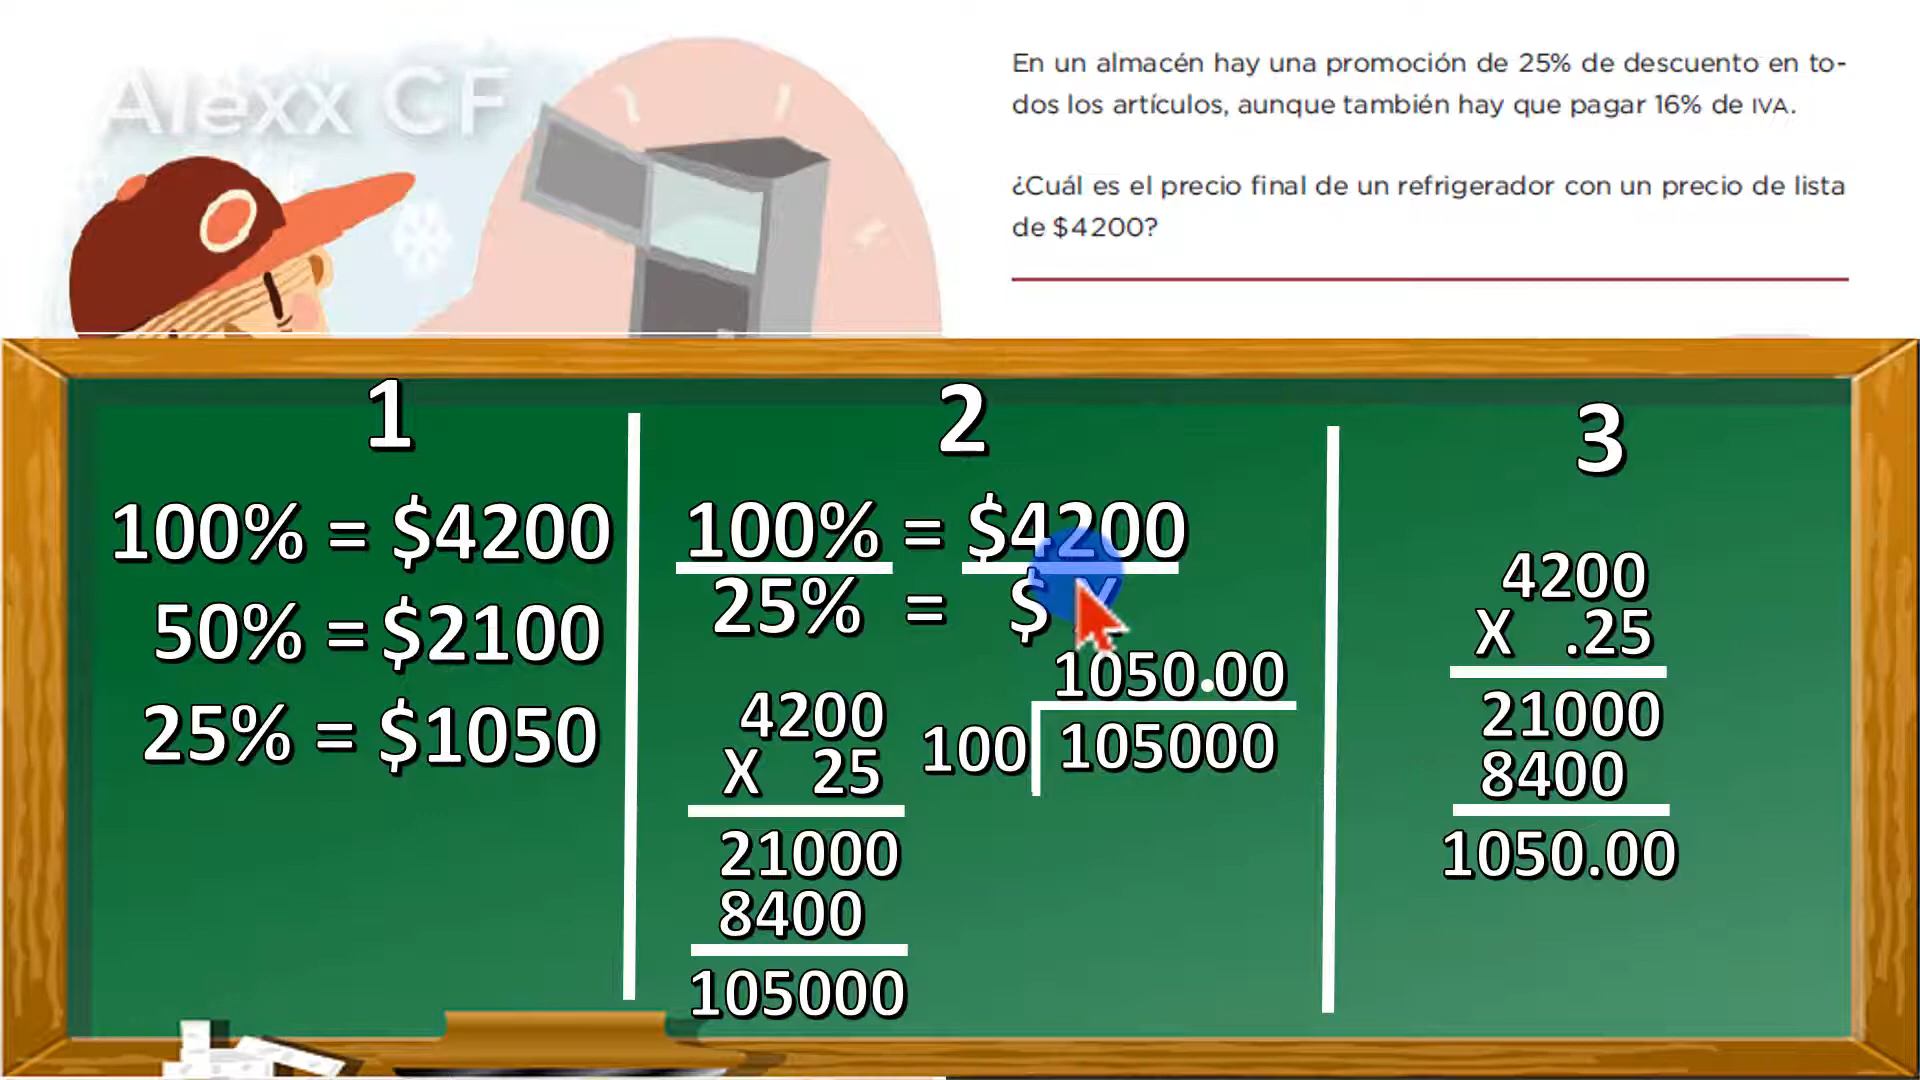 Alexx CF
En un almacén hay una promoción de 25% de descuento en to-
dos los artículos, aunque también hay que pagar 16% de IVA.
¿Cuál es el precio final de un refrigerador con un precio de lista
de $4200?
1
100% = $4200
50% = $2100
25% = $1050
2
100% = $4200
25% = $
4200
X 25
21000
8400
105000
1050.00
100 105000
3
4200
X .25
21000
8400
1050.00